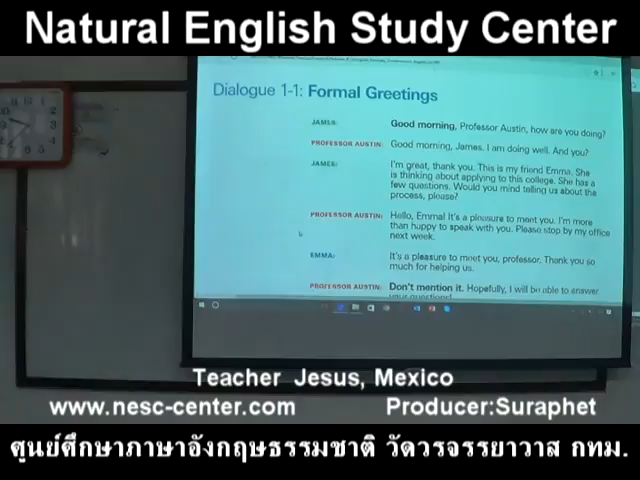 Natural English Study Center
Dialogue 1-1: Formal Greetings
JAMES: Good morning, Professor Austin, how are you doing?
PROFESSOR AUSTIN: Good morning, James. I am doing well. And you?
JAMES: I'm great, thank you. This is my friend Emma. She
is thinking about applying to this college. She has a
few questions. Would you mind telling us about the
process, please?
PROFESSOR AUSTIN: Hello, Emma! It's a pleasure to meet you. I'm more
than happy to speak with you. Please stop by my office
next week.
EMMA: It's a pleasure to meet you, professor. Thank you so
much for helping us.
PROFESSOR AUSTIN: Don't mention it. Hopefully, I will be able to answer
your questions!
Teacher Jesus, Mexico
www.nesc-center.com Producer:Suraphet
ศูนย์ศึกษาภาษาอังกฤษธรรมชาติ วัดวรจรรยาวาส กทม.